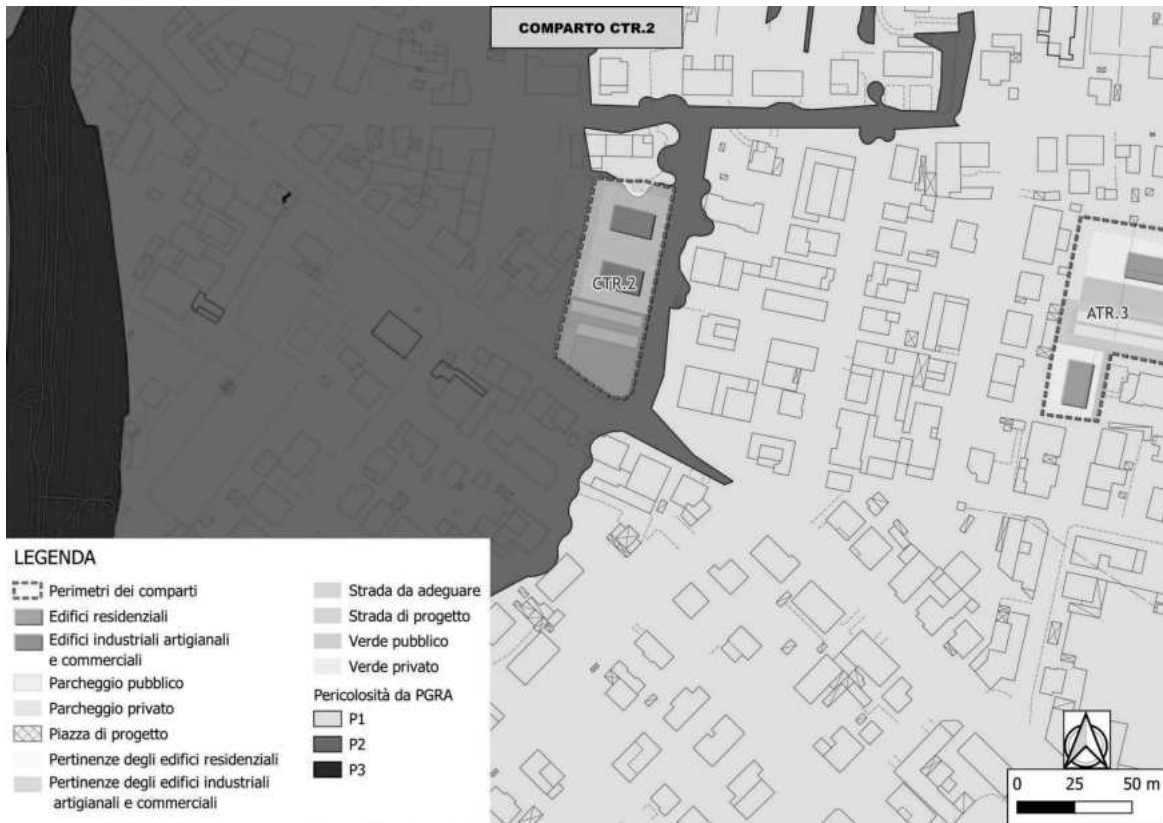 COMPARTO CTR.2
CTR.2
ATR.3
LEGENDA
Perimetri dei comparti
Edifici residenziali
Edifici industriali artigianali
e commerciali
Parcheggio pubblico
Parcheggio privato
Piazza di progetto
Pertinenze degli edifici residenziali
Pertinenze degli edifici industriali
artigianali e commerciali
Strada da adeguare
Strada di progetto
Verde pubblico
Verde privato
Pericolosità da PGRA
P1
P2
P3
0 25 50 m